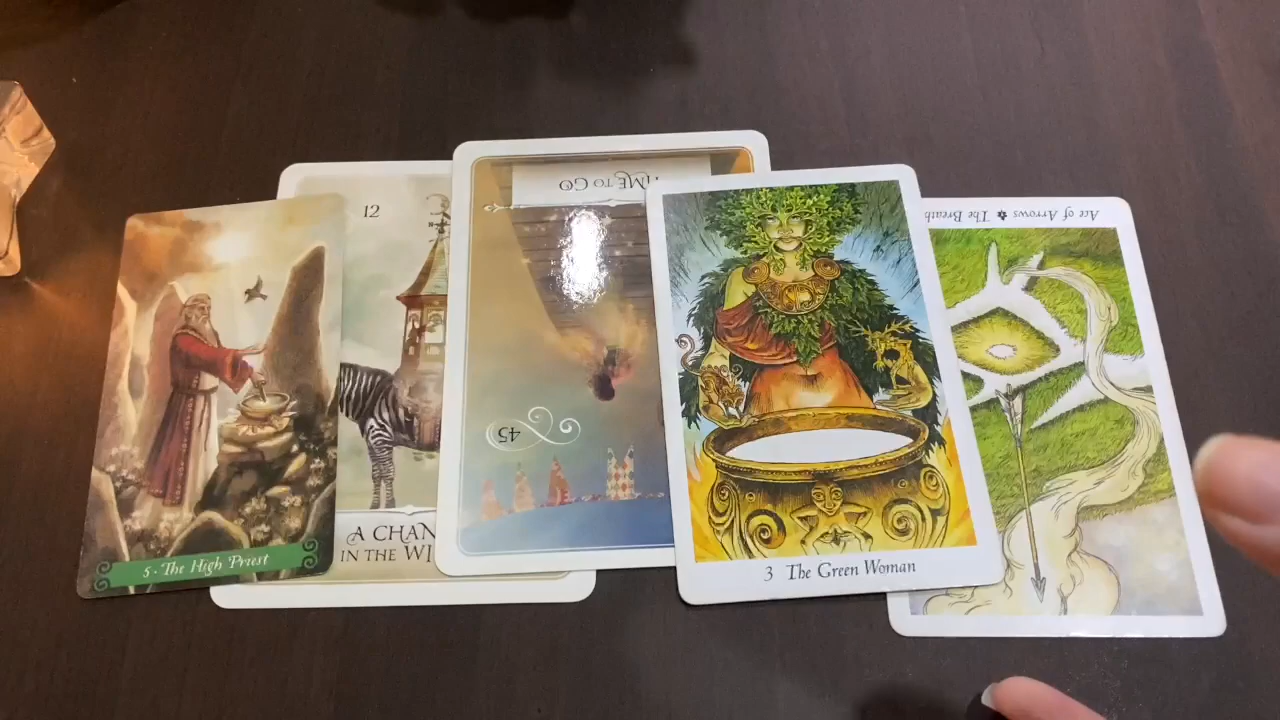 5 · The High Priest
12
A CHAN
IN THE WI
TIME TO GO
45
3 The Green Woman
Ace of Arrows ✶ The Breath